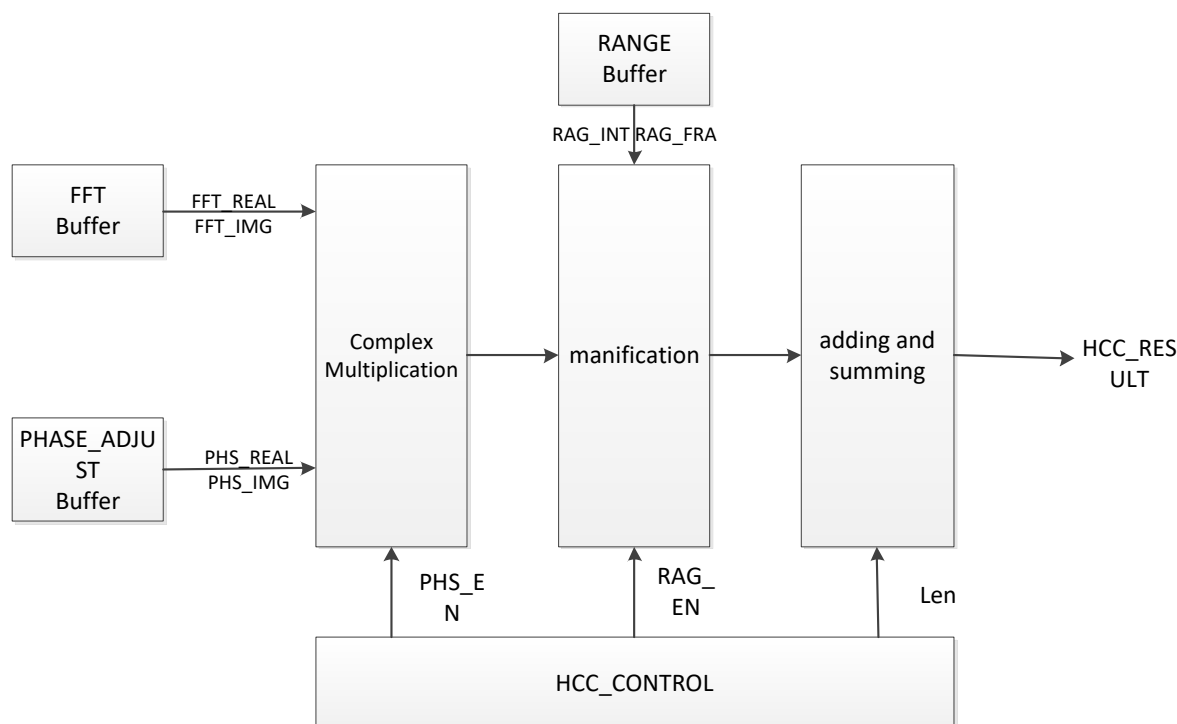 RANGE
Buffer
RAG_INT RAG_FRA
FFT
Buffer
FFT_REAL
FFT_IMG
Complex
Multiplication
manification
adding and
summing
HCC_RES
ULT
PHASE_ADJU
ST
Buffer
PHS_REAL
PHS_IMG
PHS_E
N
RAG_
EN
Len
HCC_CONTROL